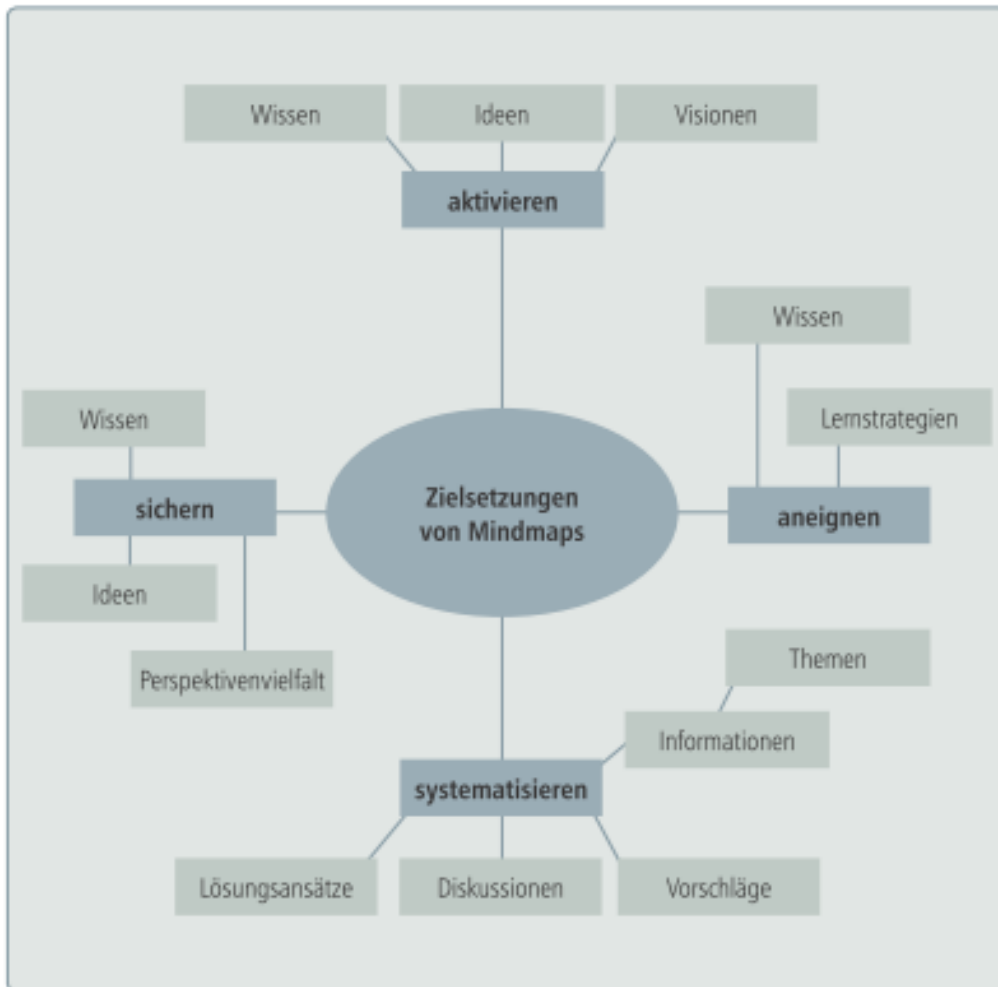 Wissen
Ideen
Visionen
aktivieren
Wissen
Lernstrategien
aneignen
Wissen
sichern
Ideen
Perspektivenvielfalt
Zielsetzungen
von Mindmaps
Themen
Informationen
systematisieren
Lösungsansätze
Diskussionen
Vorschläge